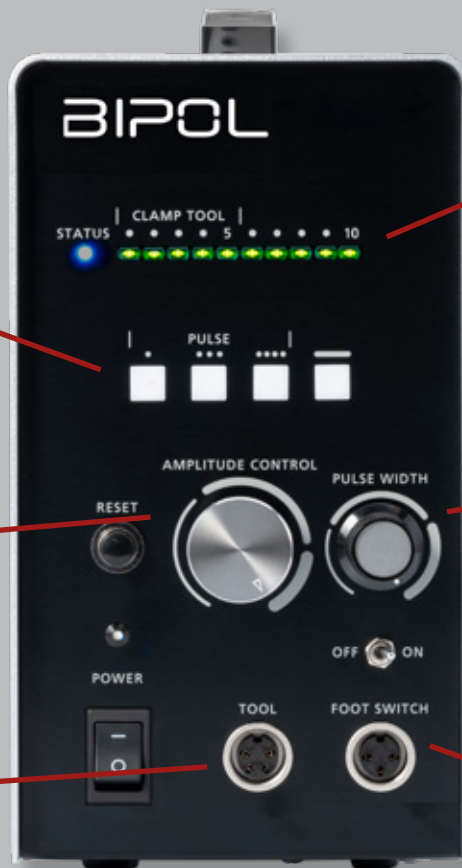 BIPOL
CLAMP TOOL
STATUS 5 10
PULSE
AMPLITUDE CONTROL
PULSE WIDTH
RESET
OFF ON
POWER
TOOL FOOT SWITCH